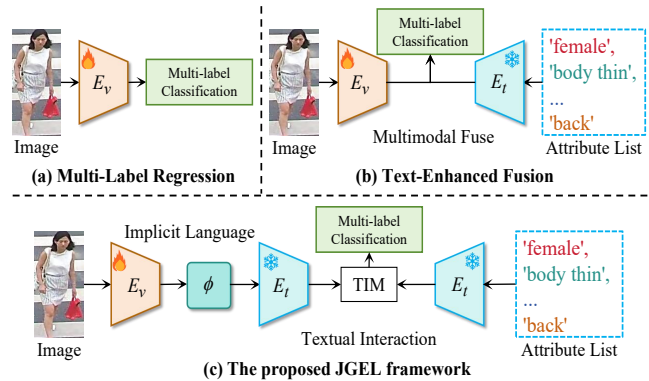 Image
E_v
Multi-label
Classification
(a) Multi-Label Regression
Image
E_v
Multi-label
Classification
Multimodal Fuse
E_t
'female',
'body thin',
...
'back'
Attribute List
(b) Text-Enhanced Fusion
Image
E_v
Implicit Language
ϕ
E_t
Multi-label
Classification
TIM
Textual Interaction
E_t
'female',
'body thin',
...
'back'
Attribute List
(c) The proposed JGEL framework